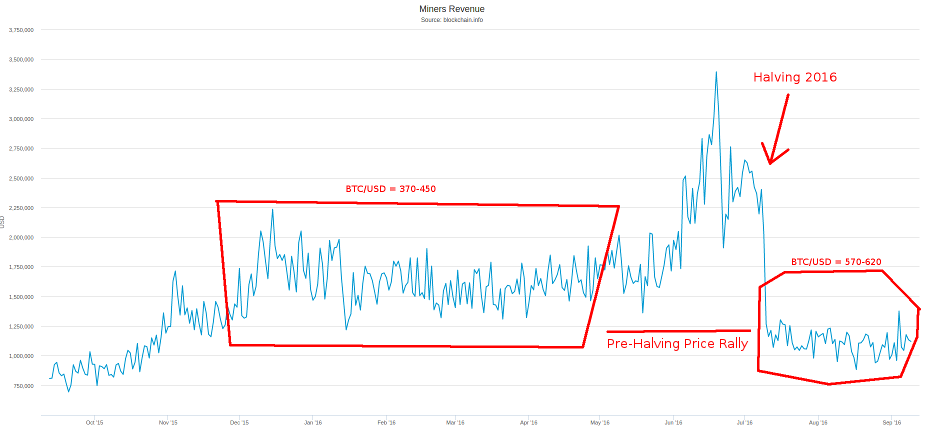 Miners Revenue
Source: blockchain.info
3,750,000
3,500,000
3,250,000
3,000,000
2,750,000
2,500,000
2,250,000
2,000,000
1,750,000
1,500,000
1,250,000
1,000,000
750,000
USD
Halving 2016
BTC/USD = 370-450
BTC/USD = 570-620
Pre-Halving Price Rally
Oct '15
Nov '15
Dec '15
Jan '16
Feb '16
Mar '16
Apr '16
May '16
Jun '16
Jul '16
Aug '16
Sep '16